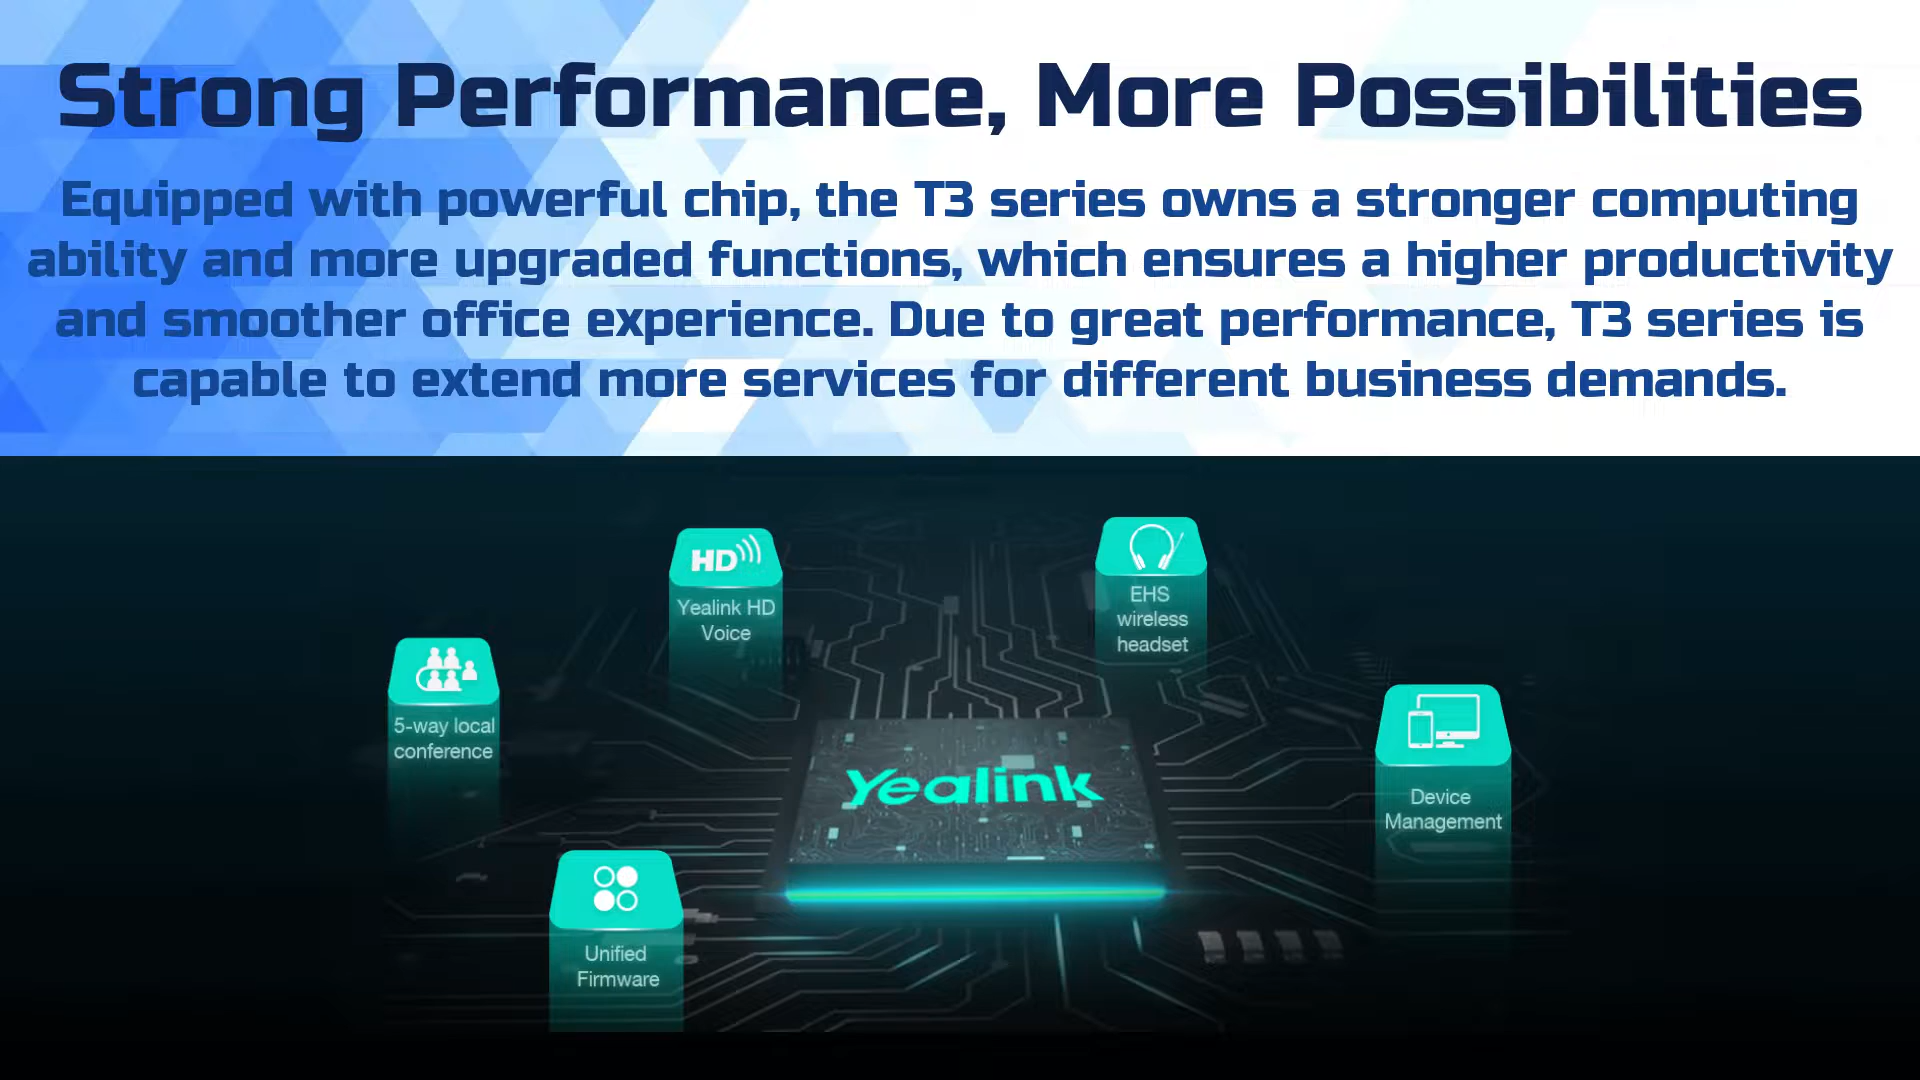 Strong Performance, More Possibilities
Equipped with powerful chip, the T3 series owns a stronger computing
ability and more upgraded functions, which ensures a higher productivity
and smoother office experience. Due to great performance, T3 series is
capable to extend more services for different business demands.
HD
Yealink HD
Voice
EHS
wireless
headset
5-way local
conference
Device
Management
Yealink
Unified
Firmware